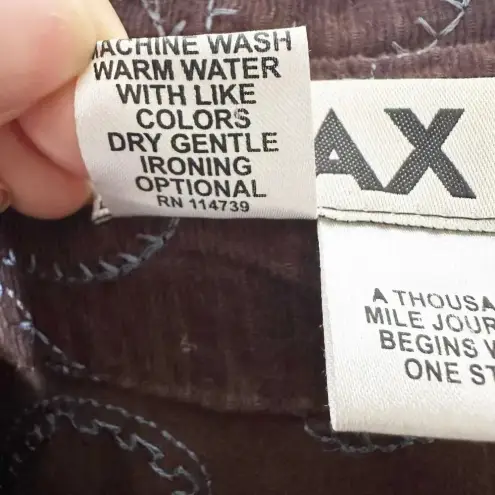 MACHINE WASH
WARM WATER
WITH LIKE
COLORS
DRY GENTLE
IRONING
OPTIONAL
RN 114739
AX
A THOUSA
MILE JOUR
BEGINS W
ONE ST